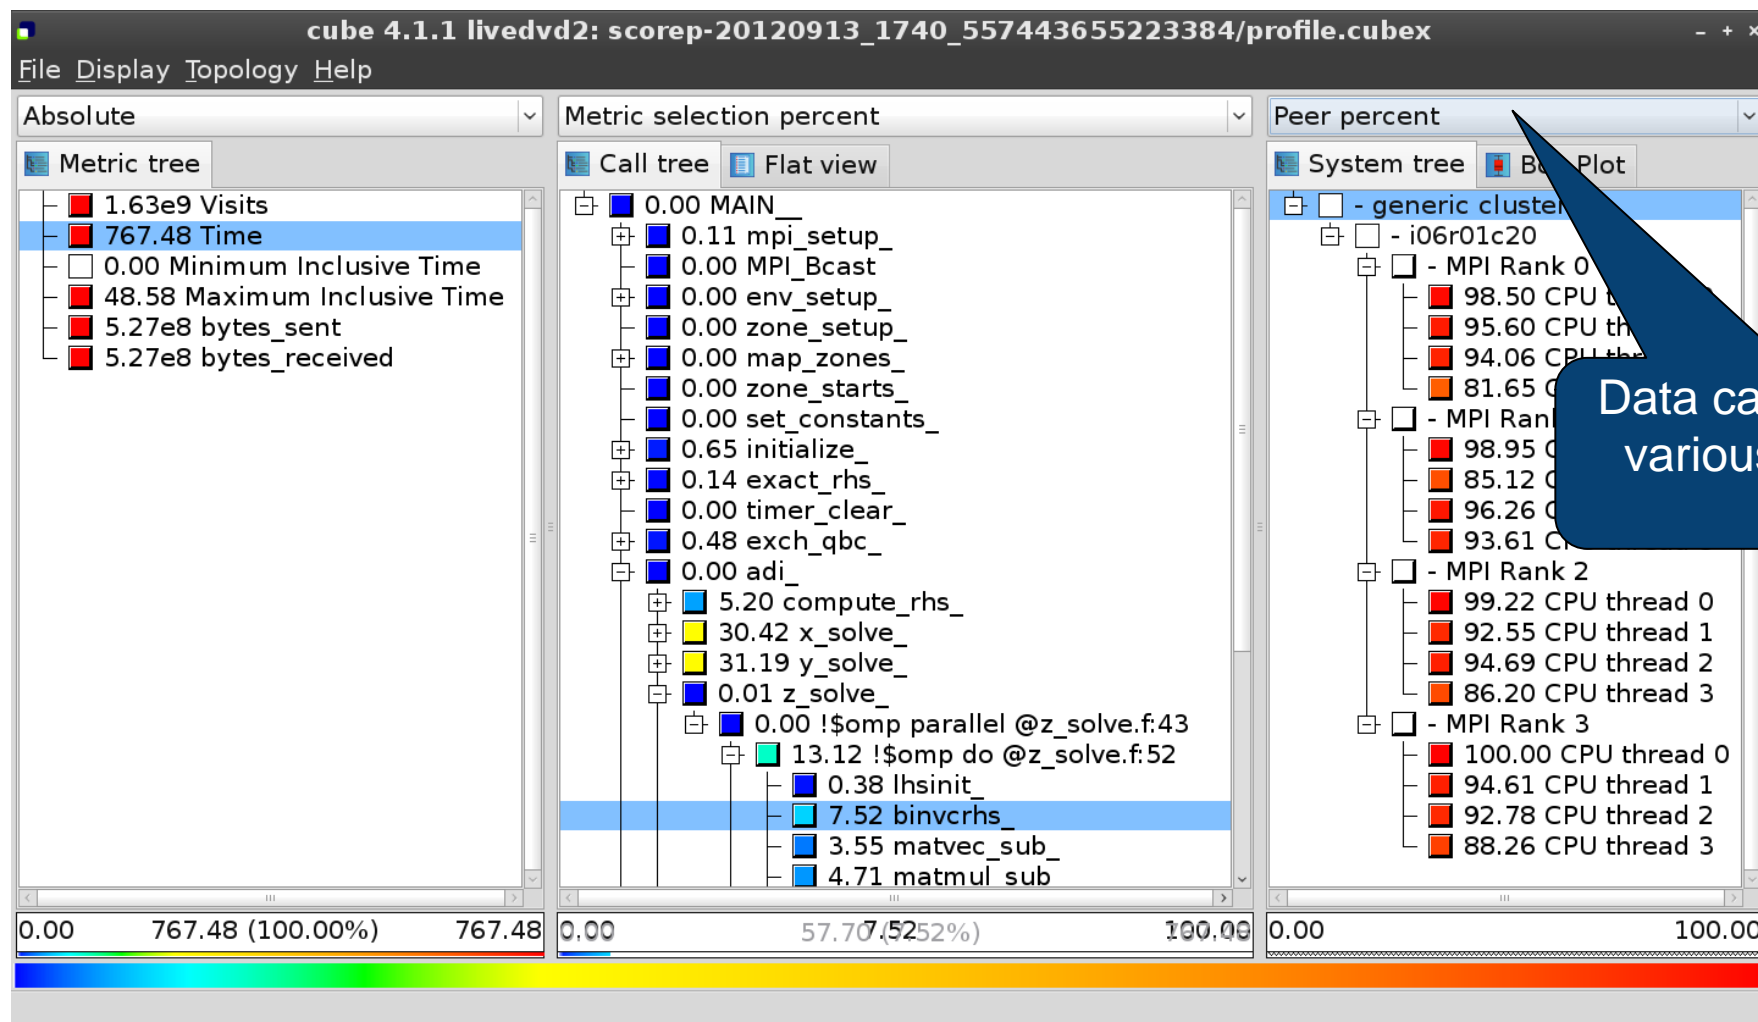 cube 4.1.1 livedvd2: scorep-20120913_1740_557443655223384/profile.cubex
File Display Topology Help
Absolute
Metric tree
1.63e9 Visits
767.48 Time
0.00 Minimum Inclusive Time
48.58 Maximum Inclusive Time
5.27e8 bytes_sent
5.27e8 bytes_received
0.00 767.48 (100.00%) 767.48
Metric selection percent
Call tree Flat view
0.00 MAIN__
0.11 mpi_setup_
0.00 MPI_Bcast
0.00 env_setup_
0.00 zone_setup_
0.00 map_zones_
0.00 zone_starts_
0.00 set_constants_
0.65 initialize_
0.14 exact_rhs_
0.00 timer_clear_
0.48 exch_qbc_
0.00 adi_
5.20 compute_rhs_
30.42 x_solve_
31.19 y_solve_
0.01 z_solve_
0.00 !$omp parallel @z_solve.f:43
13.12 !$omp do @z_solve.f:52
0.38 lhsinit_
7.52 binvcrhs_
3.55 matvec_sub_
4.71 matmul_sub
0.00 7.52 100.00
Peer percent
System tree Plot
- generic cluster
- i06r01c20
- MPI Rank 0
98.50 CPU
95.60 CPU
94.06 CPU
81.65
- MPI Rank
98.95
85.12
96.26
93.61
- MPI Rank 2
99.22 CPU thread 0
92.55 CPU thread 1
94.69 CPU thread 2
86.20 CPU thread 3
- MPI Rank 3
100.00 CPU thread 0
94.61 CPU thread 1
92.78 CPU thread 2
88.26 CPU thread 3
0.00 100.00
Data